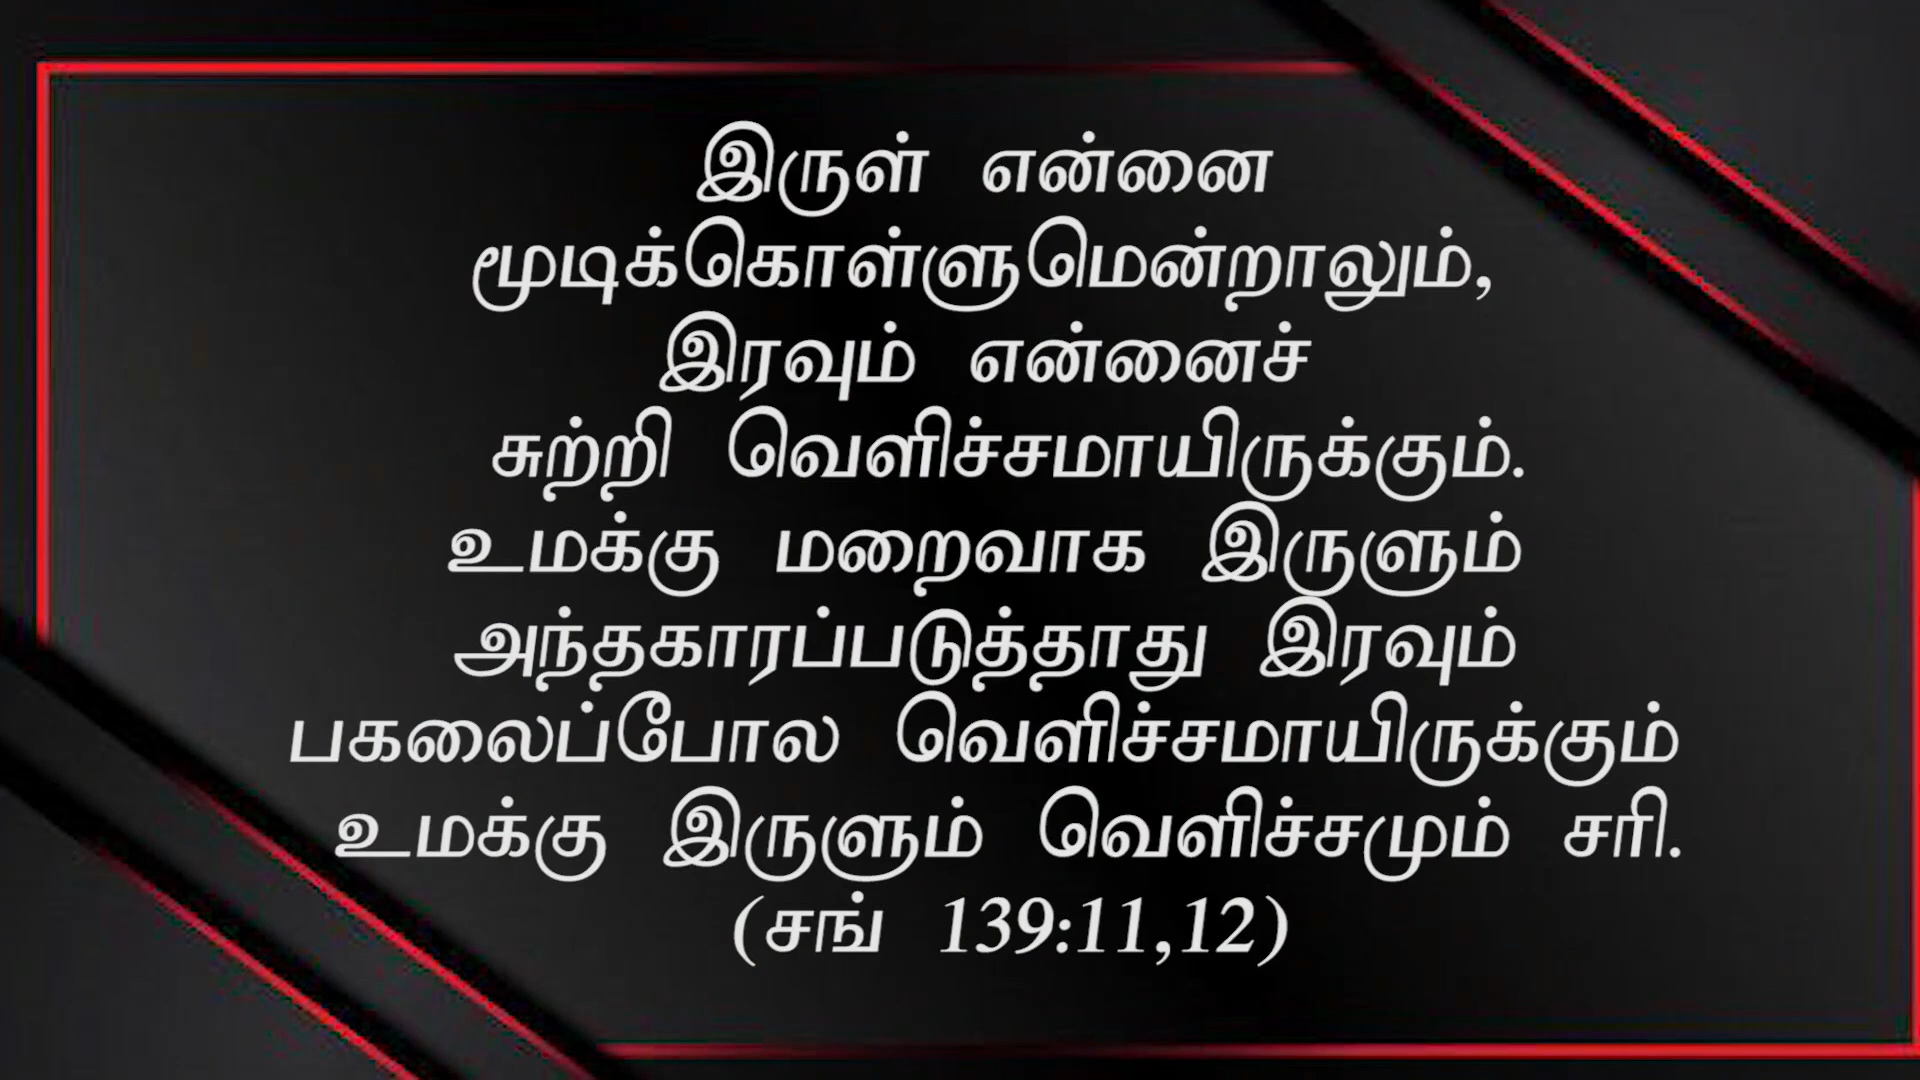 இருள் என்னை
மூடிக்கொள்ளுமென்றாலும்,
இரவும் என்னைச்
சுற்றி வெளிச்சமாயிருக்கும்.
உமக்கு மறைவாக இருளும்
அந்தகாரப்படுத்தாது இரவும்
பகலைப்போல வெளிச்சமாயிருக்கும்
உமக்கு இருளும் வெளிச்சமும் சரி.
(சங் 139:11,12)